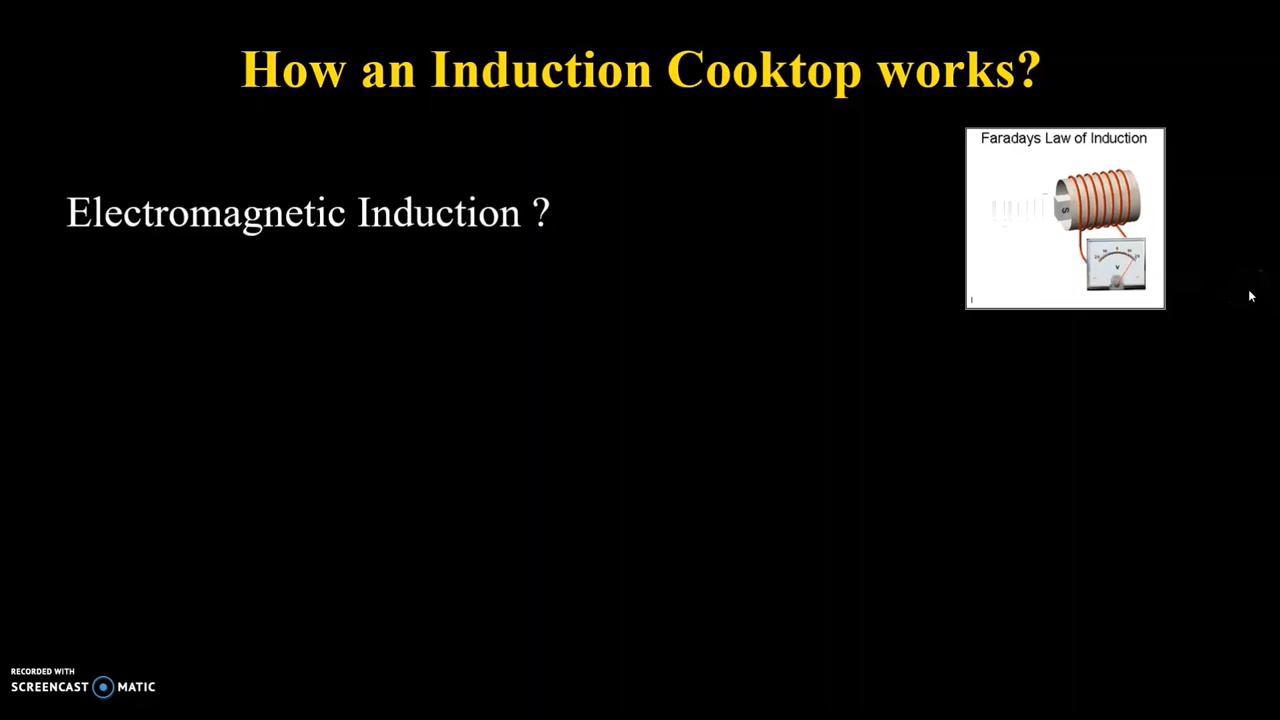 How an Induction Cooktop works?
Faradays Law of Induction
Electromagnetic Induction ?
S
V
RECORDED WITH
SCREENCAST MATIC